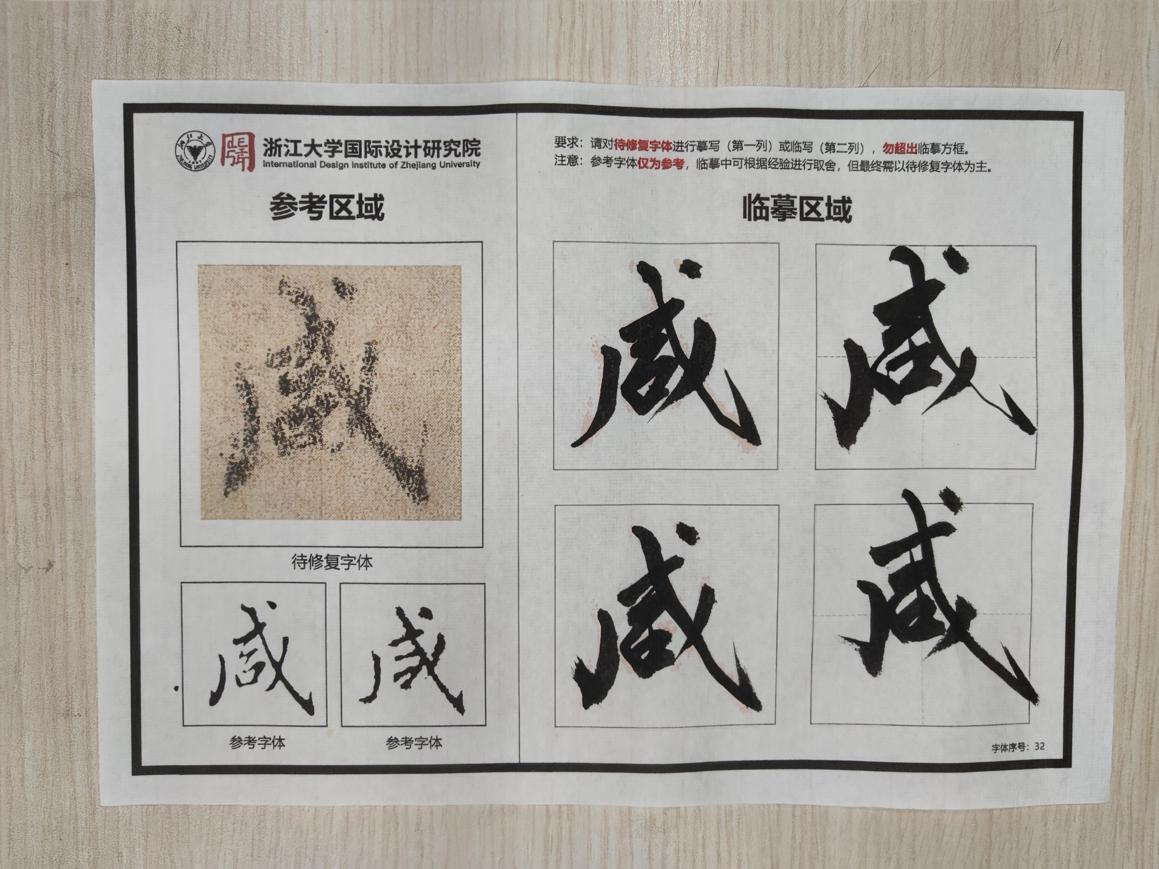 浙江大学国际设计研究院
International Design Institute of Zhejiang University
要求：请对待修复字体进行摹写（第一列）或临写（第二列），勿超出临摹方框。
注意：参考字体仅为参考，临摹中可根据经验进行取舍，但最终需以待修复字体为主。
参考区域
临摹区域
咸
待修复字体
咸 咸
参考字体 参考字体
咸 咸
咸 咸
字体序号：32